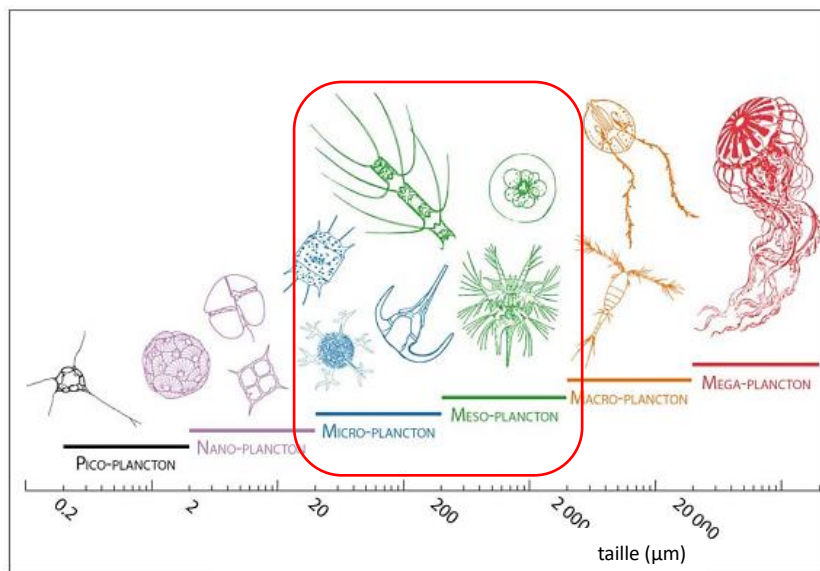 PICO-PLANCTON
NANO-PLANCTON
MICRO-PLANCTON
MESO-PLANCTON
MACRO-PLANCTON
MEGA-PLANCTON
0.2
2
20
200
2 000
20 000
taille (μm)